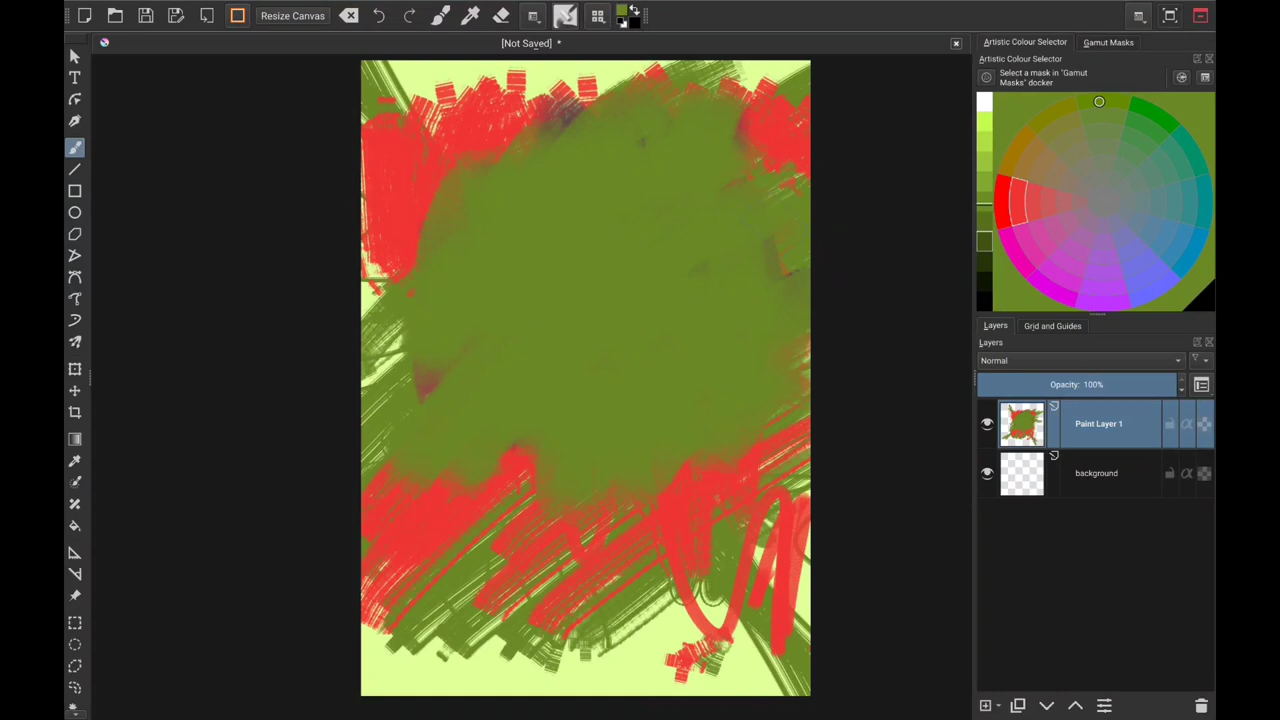 Resize Canvas
[Not Saved] *
Artistic Colour Selector
Gamut Masks
Artistic Colour Selector
Select a mask in "Gamut
Masks" docker
Layers
Grid and Guides
Layers
Normal
Opacity: 100%
Paint Layer 1
background